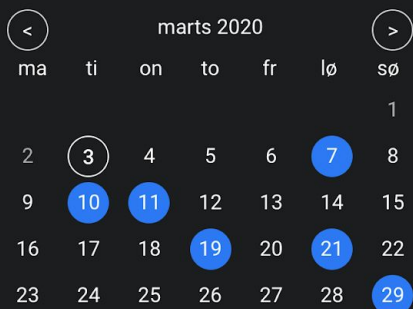 < marts 2020 >
ma ti on to fr lø sø
1
2 3 4 5 6 7 8
9 10 11 12 13 14 15
16 17 18 19 20 21 22
23 24 25 26 27 28 29